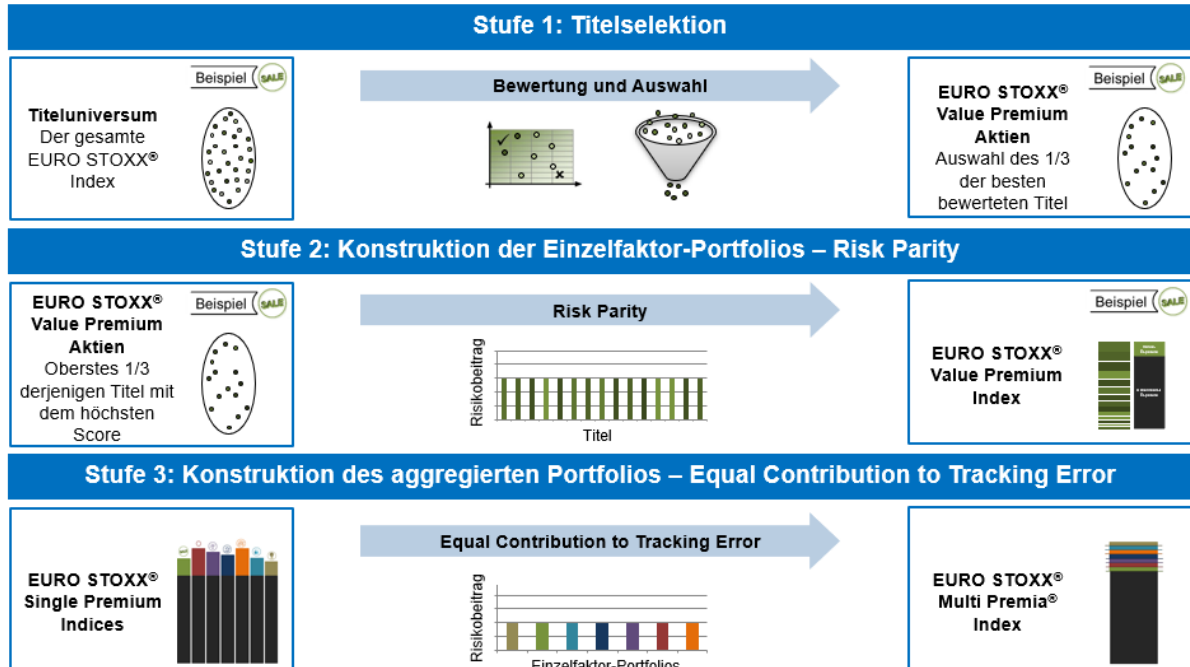 Stufe 1: Titelselektion
Beispiel
SALE
Titeluniversum
Der gesamte
EURO STOXX®
Index
Bewertung und Auswahl
Beispiel
SALE
EURO STOXX®
Value Premium
Aktien
Auswahl des 1/3
der besten
bewerteten Titel
Stufe 2: Konstruktion der Einzelfaktor-Portfolios – Risk Parity
EURO STOXX®
Value Premium
Aktien
Oberstes 1/3
derjenigen Titel mit
dem höchsten
Score
Beispiel
SALE
Risk Parity
Risikobeitrag
Titel
Beispiel
SALE
EURO STOXX®
Value Premium
Index
Stufe 3: Konstruktion des aggregierten Portfolios – Equal Contribution to Tracking Error
EURO STOXX®
Single Premium
Indices
Equal Contribution to Tracking Error
Risikobeitrag
Einzelfaktor-Portfolios
EURO STOXX®
Multi Premia®
Index